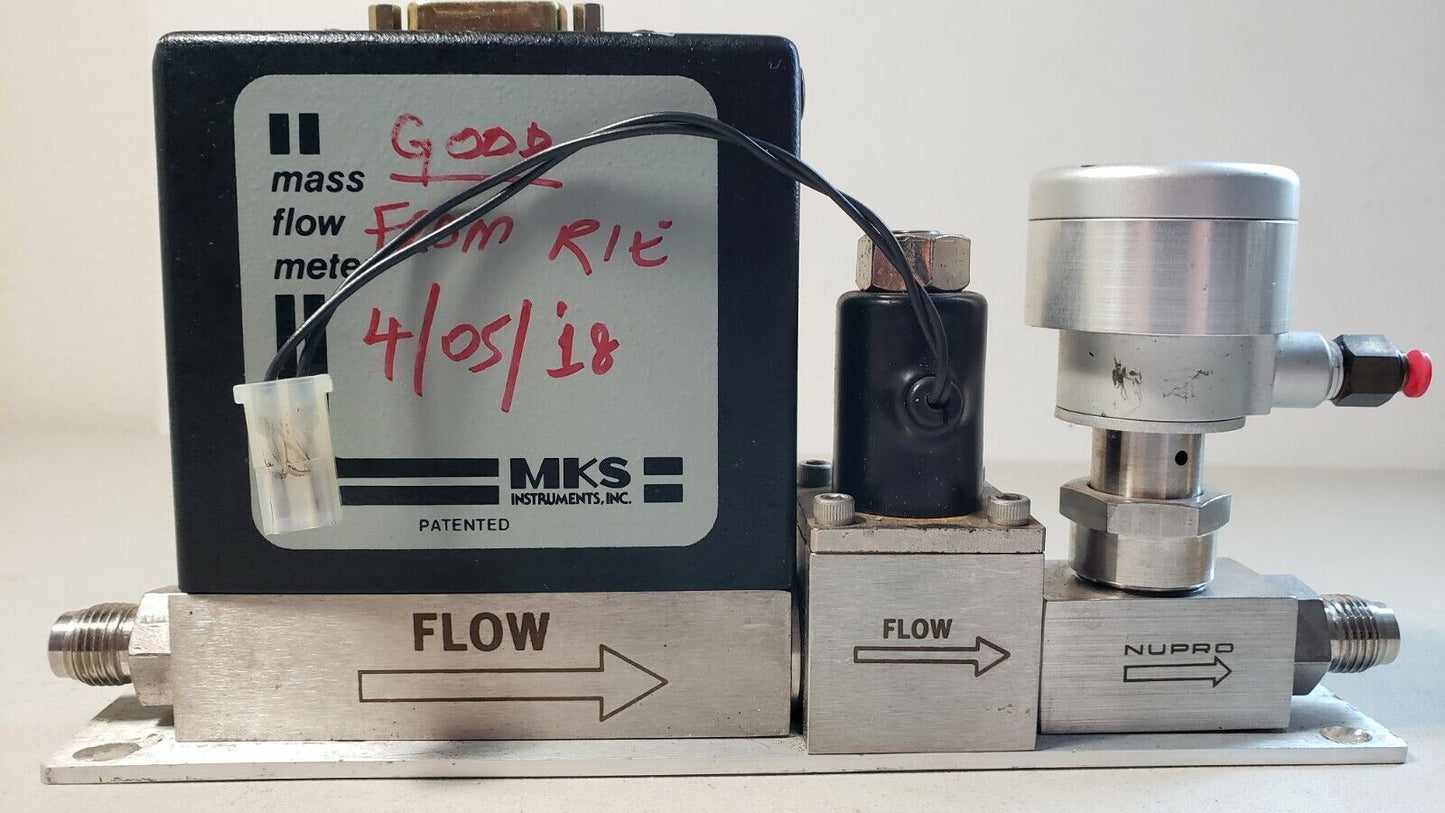 mass
flow
mete
GOOD
From RIE
4/05/18
MKS
INSTRUMENTS, INC.
PATENTED
FLOW
FLOW
NUPRO